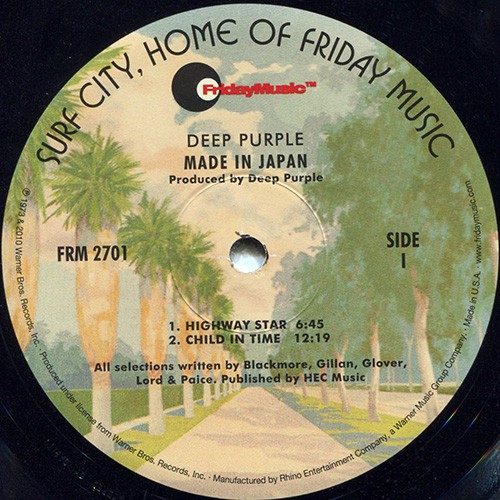 SURF CITY, HOME OF FRIDAY MUSIC
FridayMusic™
DEEP PURPLE
MADE IN JAPAN
Produced by Deep Purple
FRM 2701
SIDE
I
1. HIGHWAY STAR 6:45
2. CHILD IN TIME 12:19
All selections written by Blackmore, Gillan, Glover,
Lord & Paice. Published by HEC Music
℗ 1973 & 2010 Warner Bros. Records, Inc. · Produced under license from Warner Bros. Records, Inc. · Manufactured by Rhino Entertainment Company, a Warner Music Group Company. · Made in U.S.A. · www.fridaymusic.com